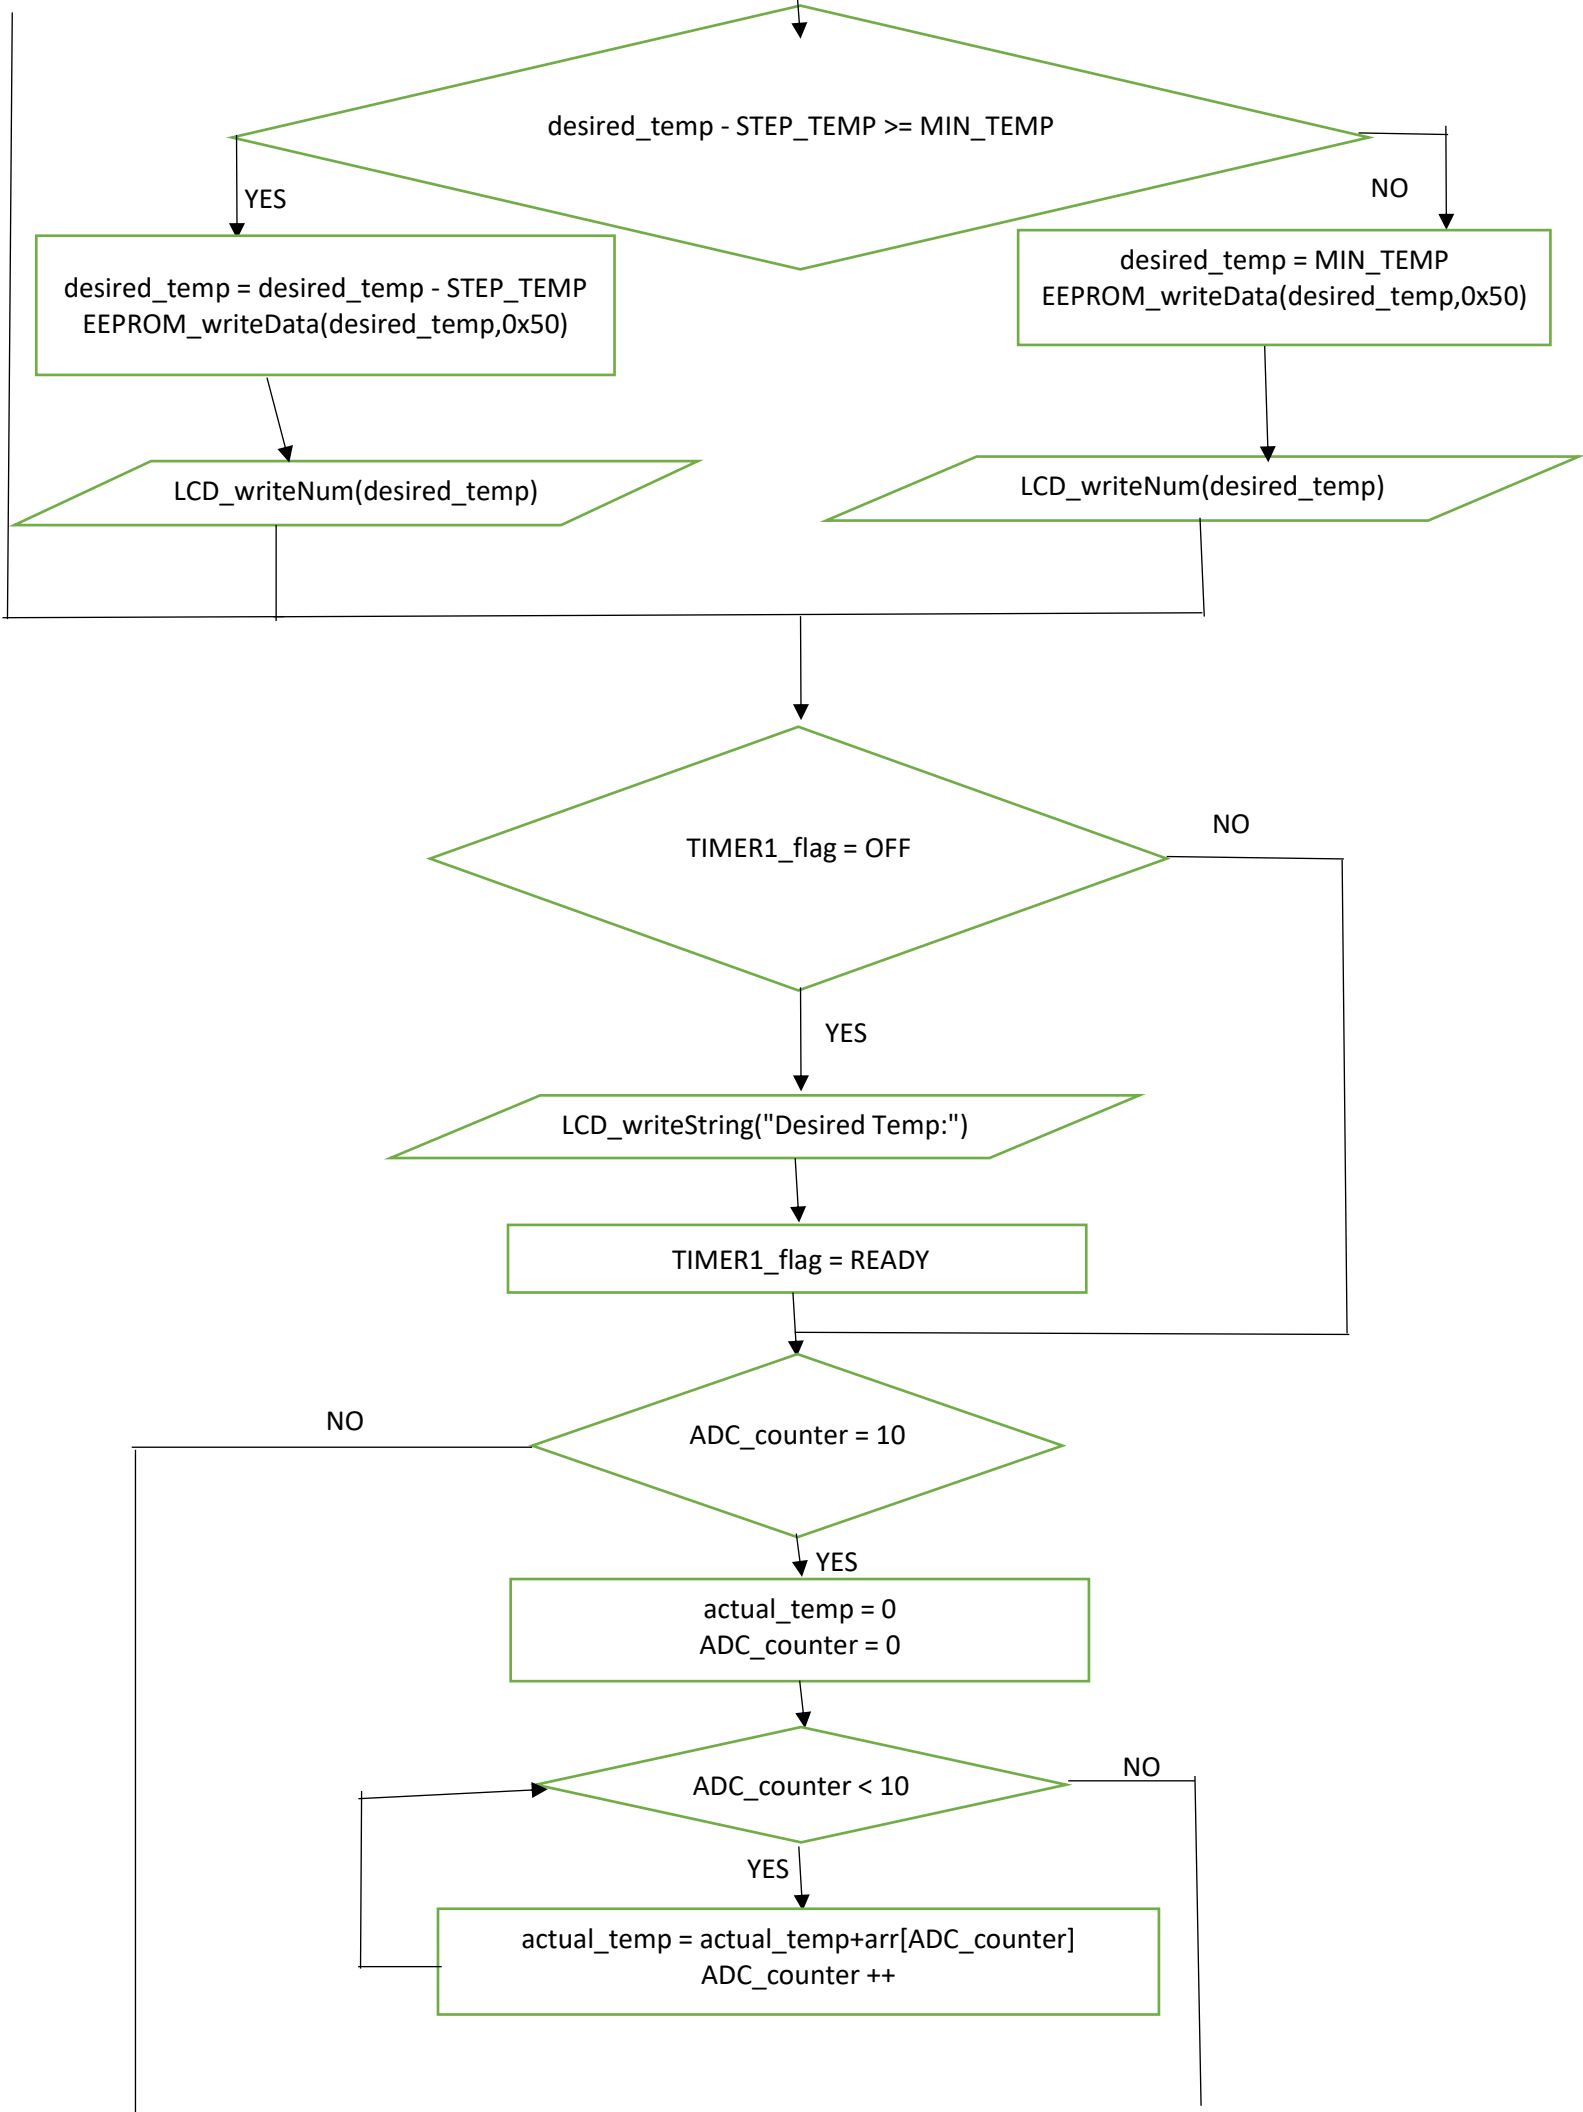 desired_temp - STEP_TEMP >= MIN_TEMP
YES
NO
desired_temp = desired_temp - STEP_TEMP
EEPROM_writeData(desired_temp,0x50)
desired_temp = MIN_TEMP
EEPROM_writeData(desired_temp,0x50)
LCD_writeNum(desired_temp)
LCD_writeNum(desired_temp)
TIMER1_flag = OFF
NO
YES
LCD_writeString("Desired Temp:")
TIMER1_flag = READY
NO
ADC_counter = 10
YES
actual_temp = 0
ADC_counter = 0
ADC_counter < 10
NO
YES
actual_temp = actual_temp+arr[ADC_counter]
ADC_counter ++